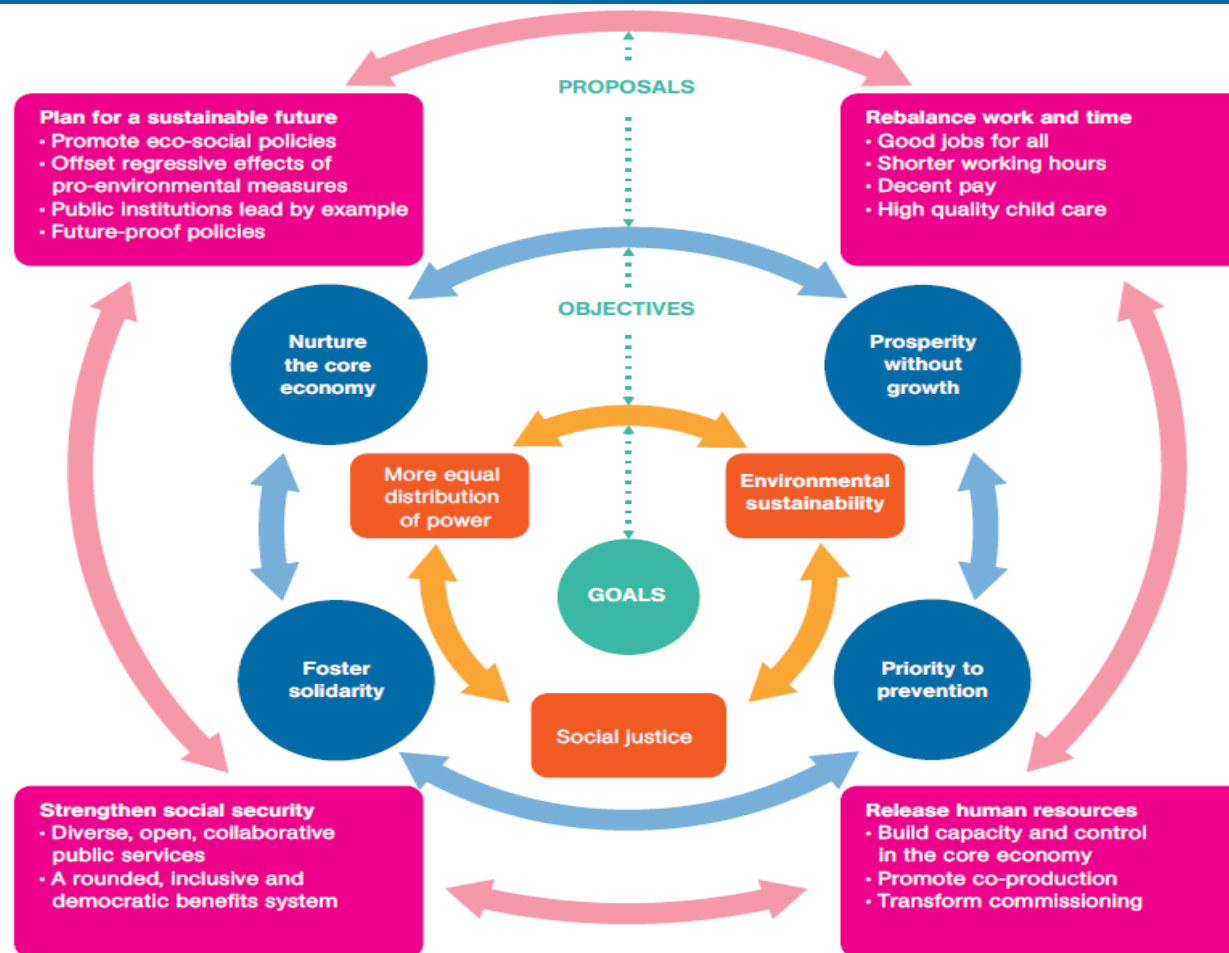 PROPOSALS
Plan for a sustainable future
• Promote eco-social policies
• Offset regressive effects of
pro-environmental measures
• Public institutions lead by example
• Future-proof policies
Rebalance work and time
• Good jobs for all
• Shorter working hours
• Decent pay
• High quality child care
OBJECTIVES
Nurture
the core
economy
Prosperity
without
growth
More equal
distribution
of power
Environmental
sustainability
GOALS
Foster
solidarity
Priority to
prevention
Social justice
Strengthen social security
• Diverse, open, collaborative
public services
• A rounded, inclusive and
democratic benefits system
Release human resources
• Build capacity and control
in the core economy
• Promote co-production
• Transform commissioning